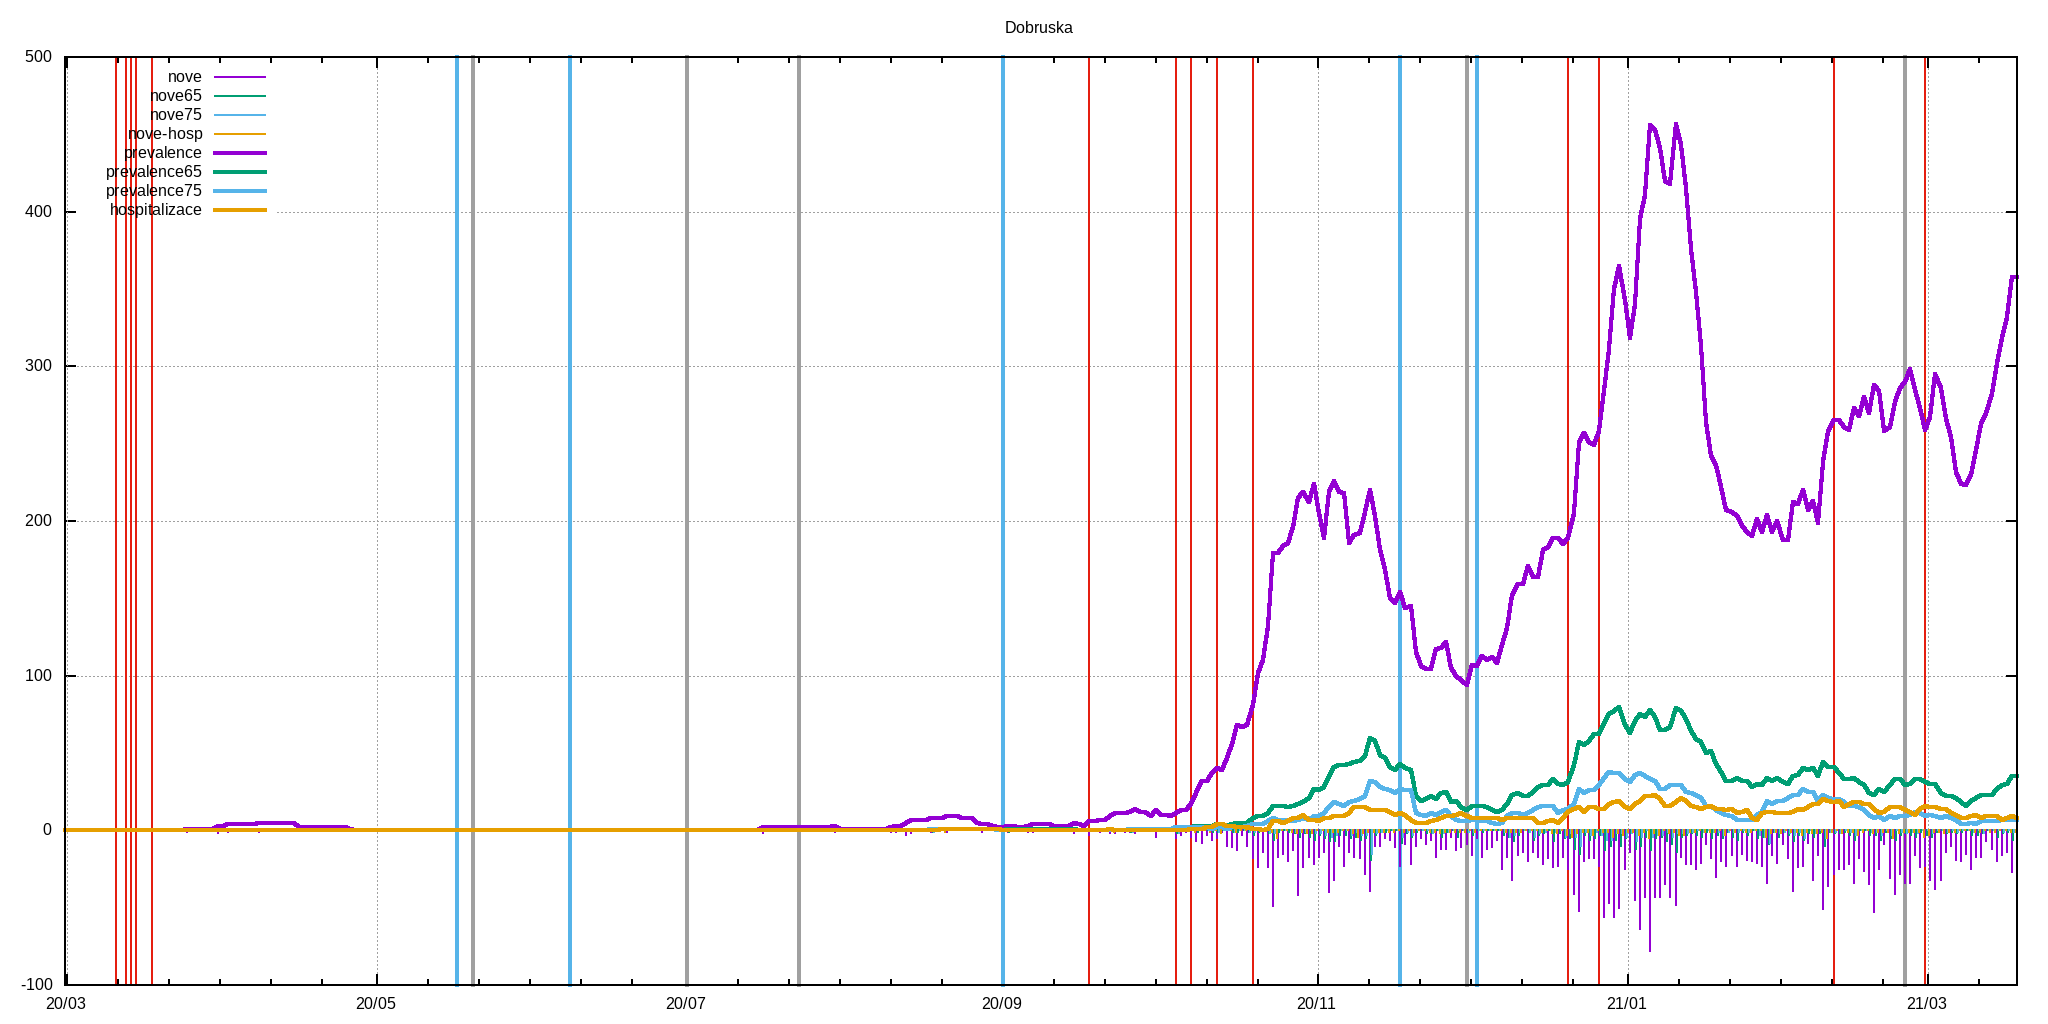 Dobruska
500
nove
nove65
nove75
nove-hosp
prevalence
prevalence65
prevalence75
hospitalizace
400
300
200
100
0
-100
20/03 20/05 20/07 20/09 20/11 21/01 21/03